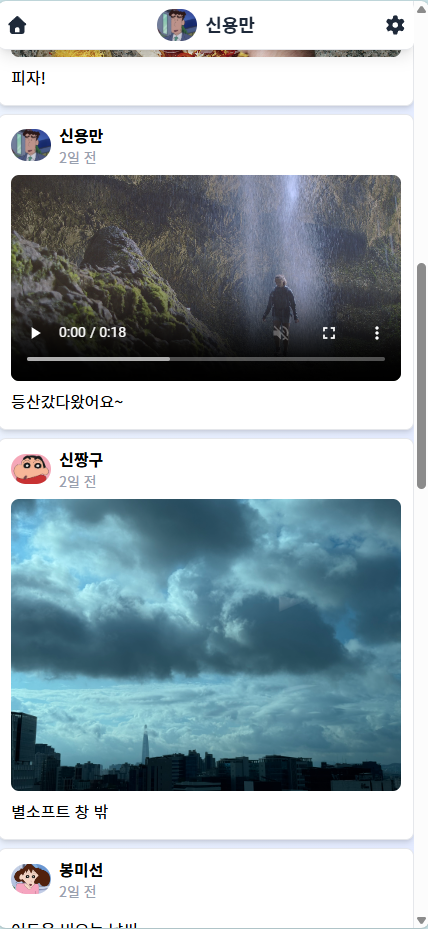 신용만
피자!
신용만
2일 전
0:00 / 0:18
등산갔다왔어요~
신짱구
2일 전
별소프트 창 밖
봉미선
2일 전